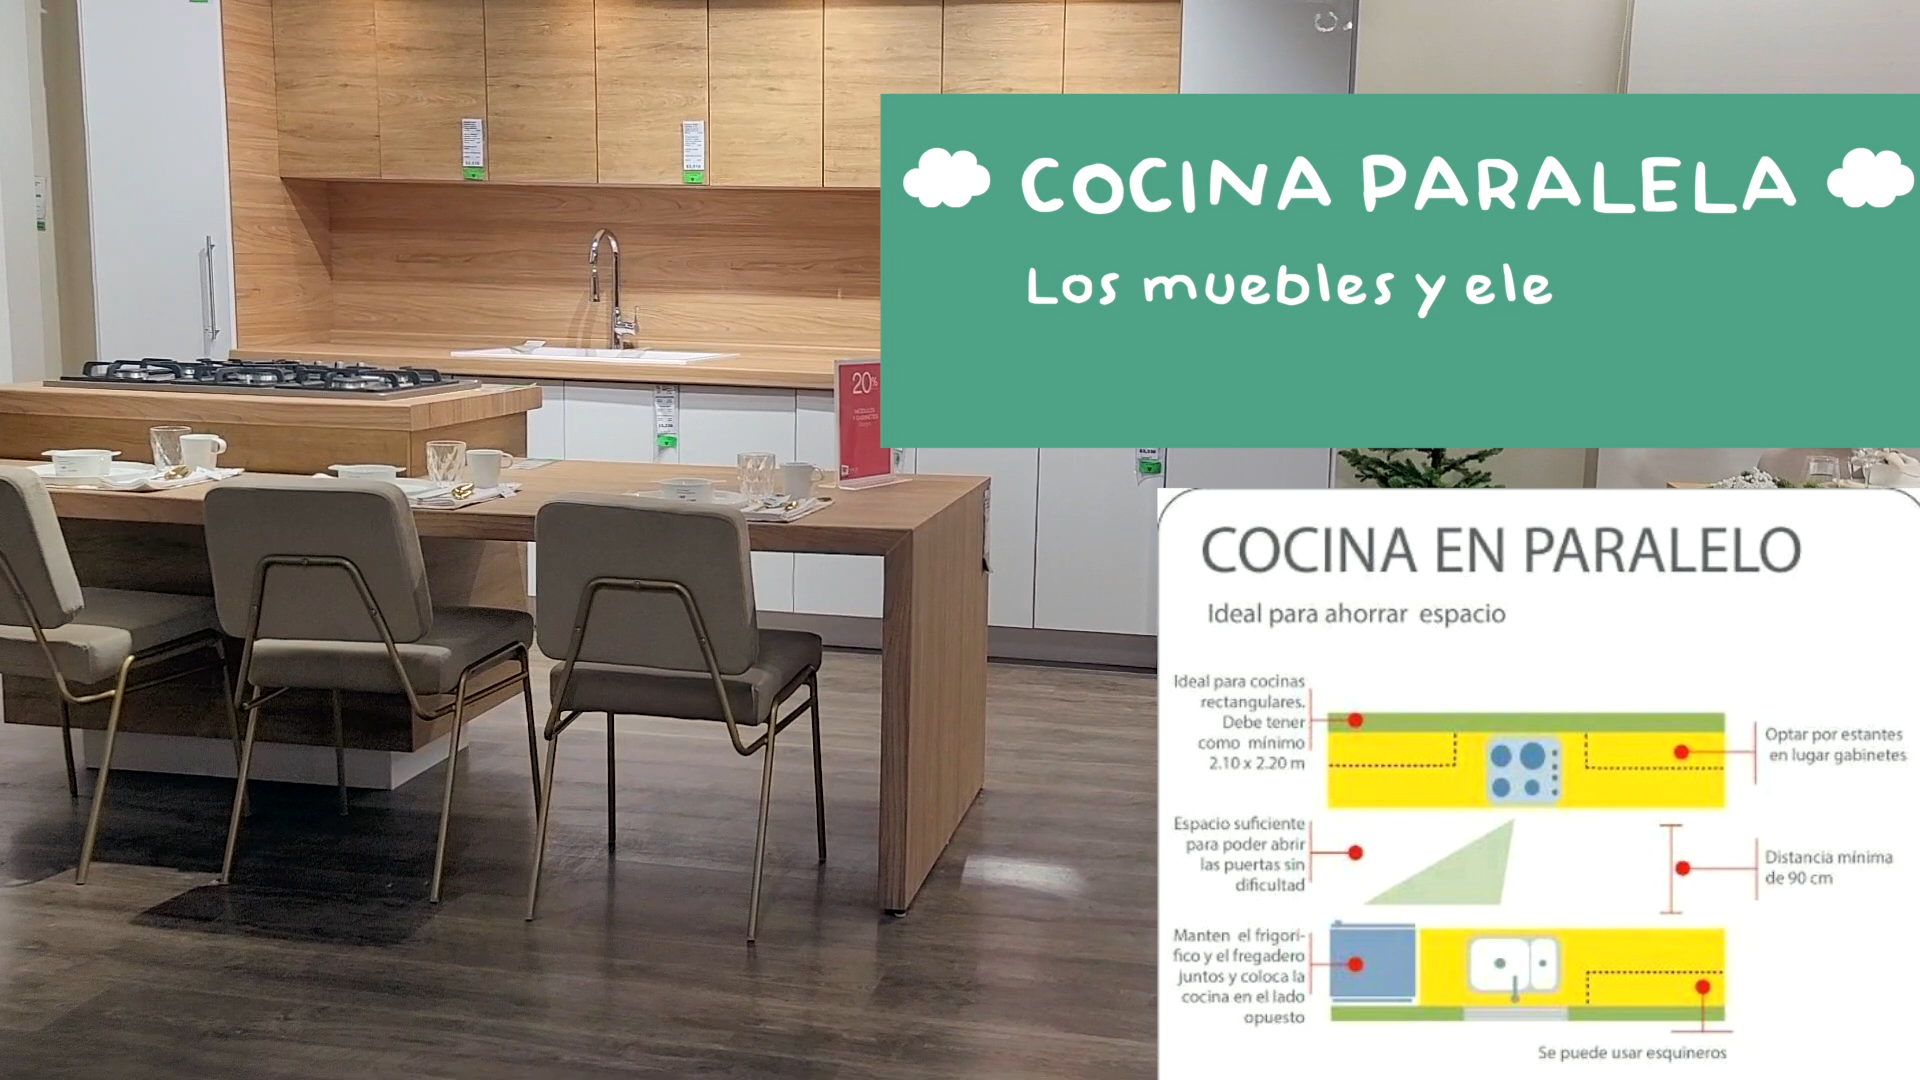 COCINA PARALELA
Los muebles y ele
20%
COCINA EN PARALELO
Ideal para ahorrar espacio
Ideal para cocinas
rectangulares.
Debe tener
como mínimo
2.10 x 2.20 m
Optar por estantes
en lugar gabinetes
Espacio suficiente
para poder abrir
las puertas sin
dificultad
Distancia mínima
de 90 cm
Manten el frigori-
fico y el fregadero
juntos y coloca la
cocina en el lado
opuesto
Se puede usar esquineros